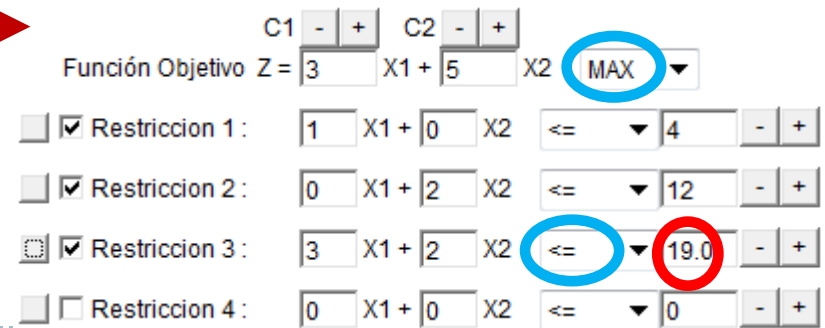 C1 - + C2 - +
Función Objetivo Z = 3 X1 + 5 X2 MAX
Restriccion 1 : 1 X1 + 0 X2 <= 4 - +
Restriccion 2 : 0 X1 + 2 X2 <= 12 - +
Restriccion 3 : 3 X1 + 2 X2 <= 19.0 - +
Restriccion 4 : 0 X1 + 0 X2 <= 0 - +